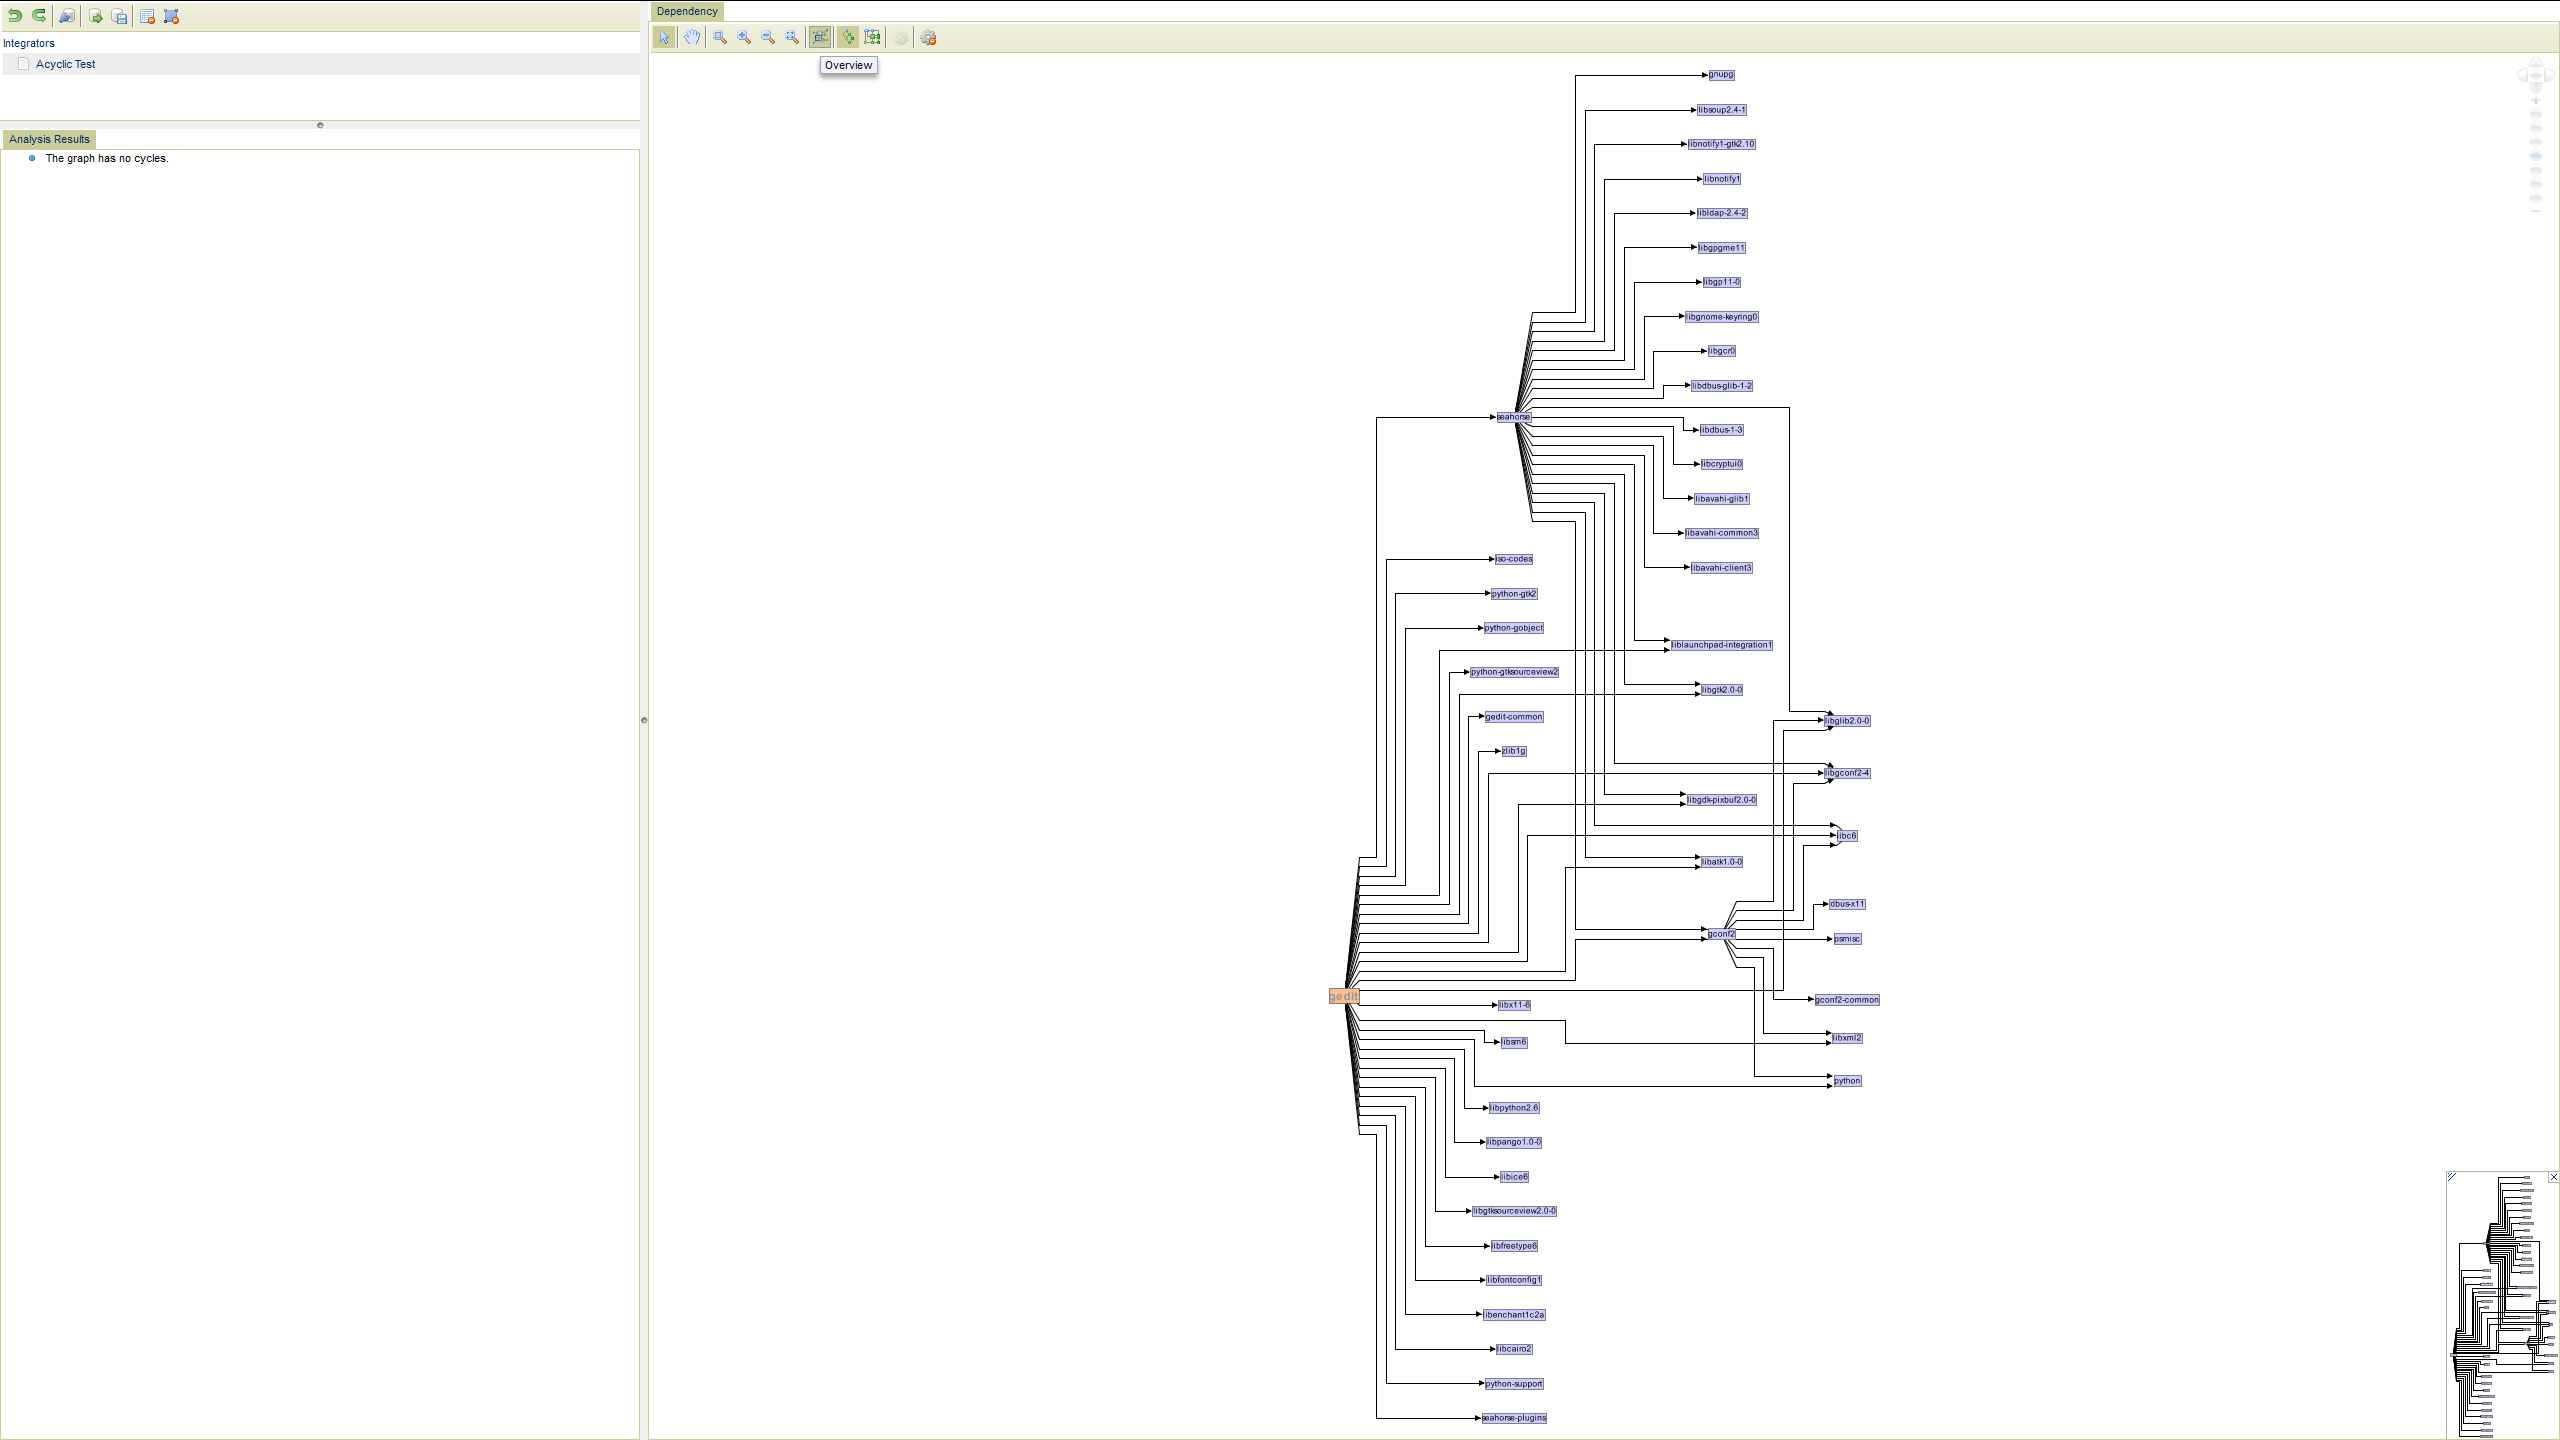 Dependency
Integrators
Acyclic Test
Overview
Analysis Results
The graph has no cycles.
gnupg
libsoup2.4-1
libnotify1-gtk2.10
libnotify1
libldap-2.4-2
libgpgme11
libgp11-0
libgnome-keyring0
libgcr0
libdbus-glib-1-2
seahorse
libdbus-1-3
libcryptui0
libavahi-glib1
libavahi-common3
iso-codes
libavahi-client3
python-gtk2
python-gobject
liblaunchpad-integration1
python-gtksourceview2
libgtk2.0-0
gedit-common
libglib2.0-0
zlib1g
libgconf2-4
libgdk-pixbuf2.0-0
libc6
libatk1.0-0
dbus-x11
gconf2
psmisc
gedit
gconf2-common
libx11-6
libxml2
libsm6
python
libpython2.6
libpango1.0-0
libice6
libgtksourceview2.0-0
libfreetype6
libfontconfig1
libenchant1c2a
libcairo2
python-support
seahorse-plugins